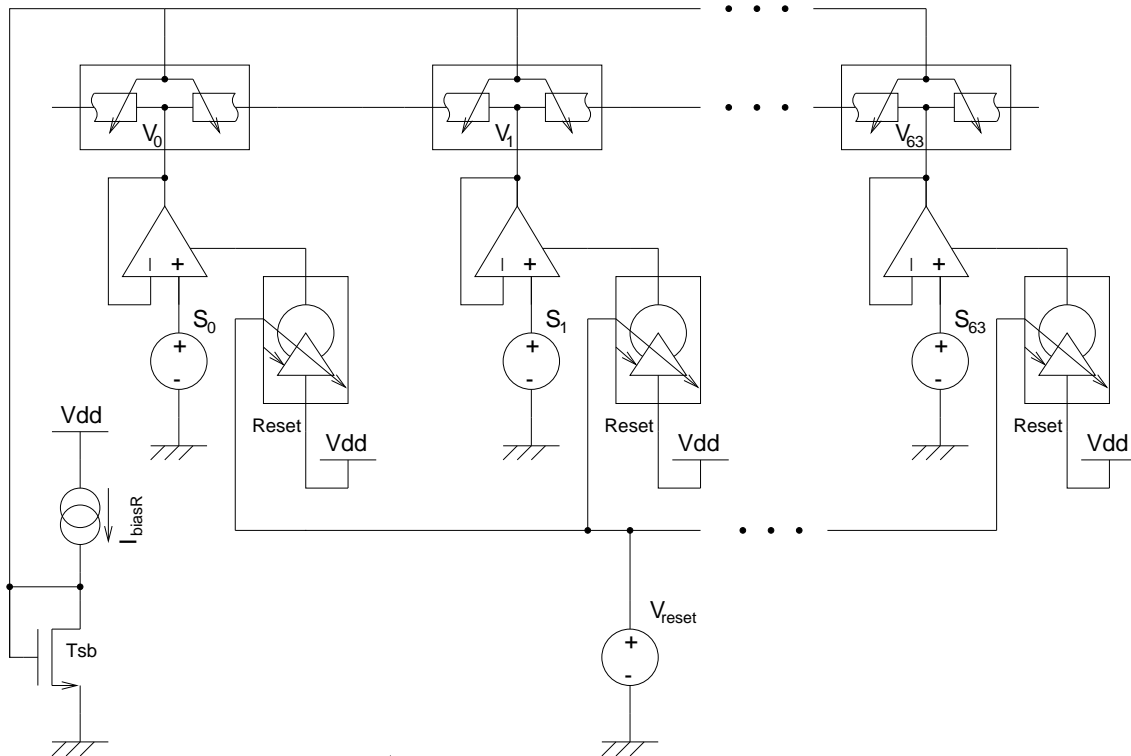 V0
V1
V63
– +
– +
– +
S0
S1
S63
+
-
+
-
+
-
Vdd
Reset
Reset
Reset
Vdd
Vdd
Vdd
IbiasR
Vreset
Tsb
+
-